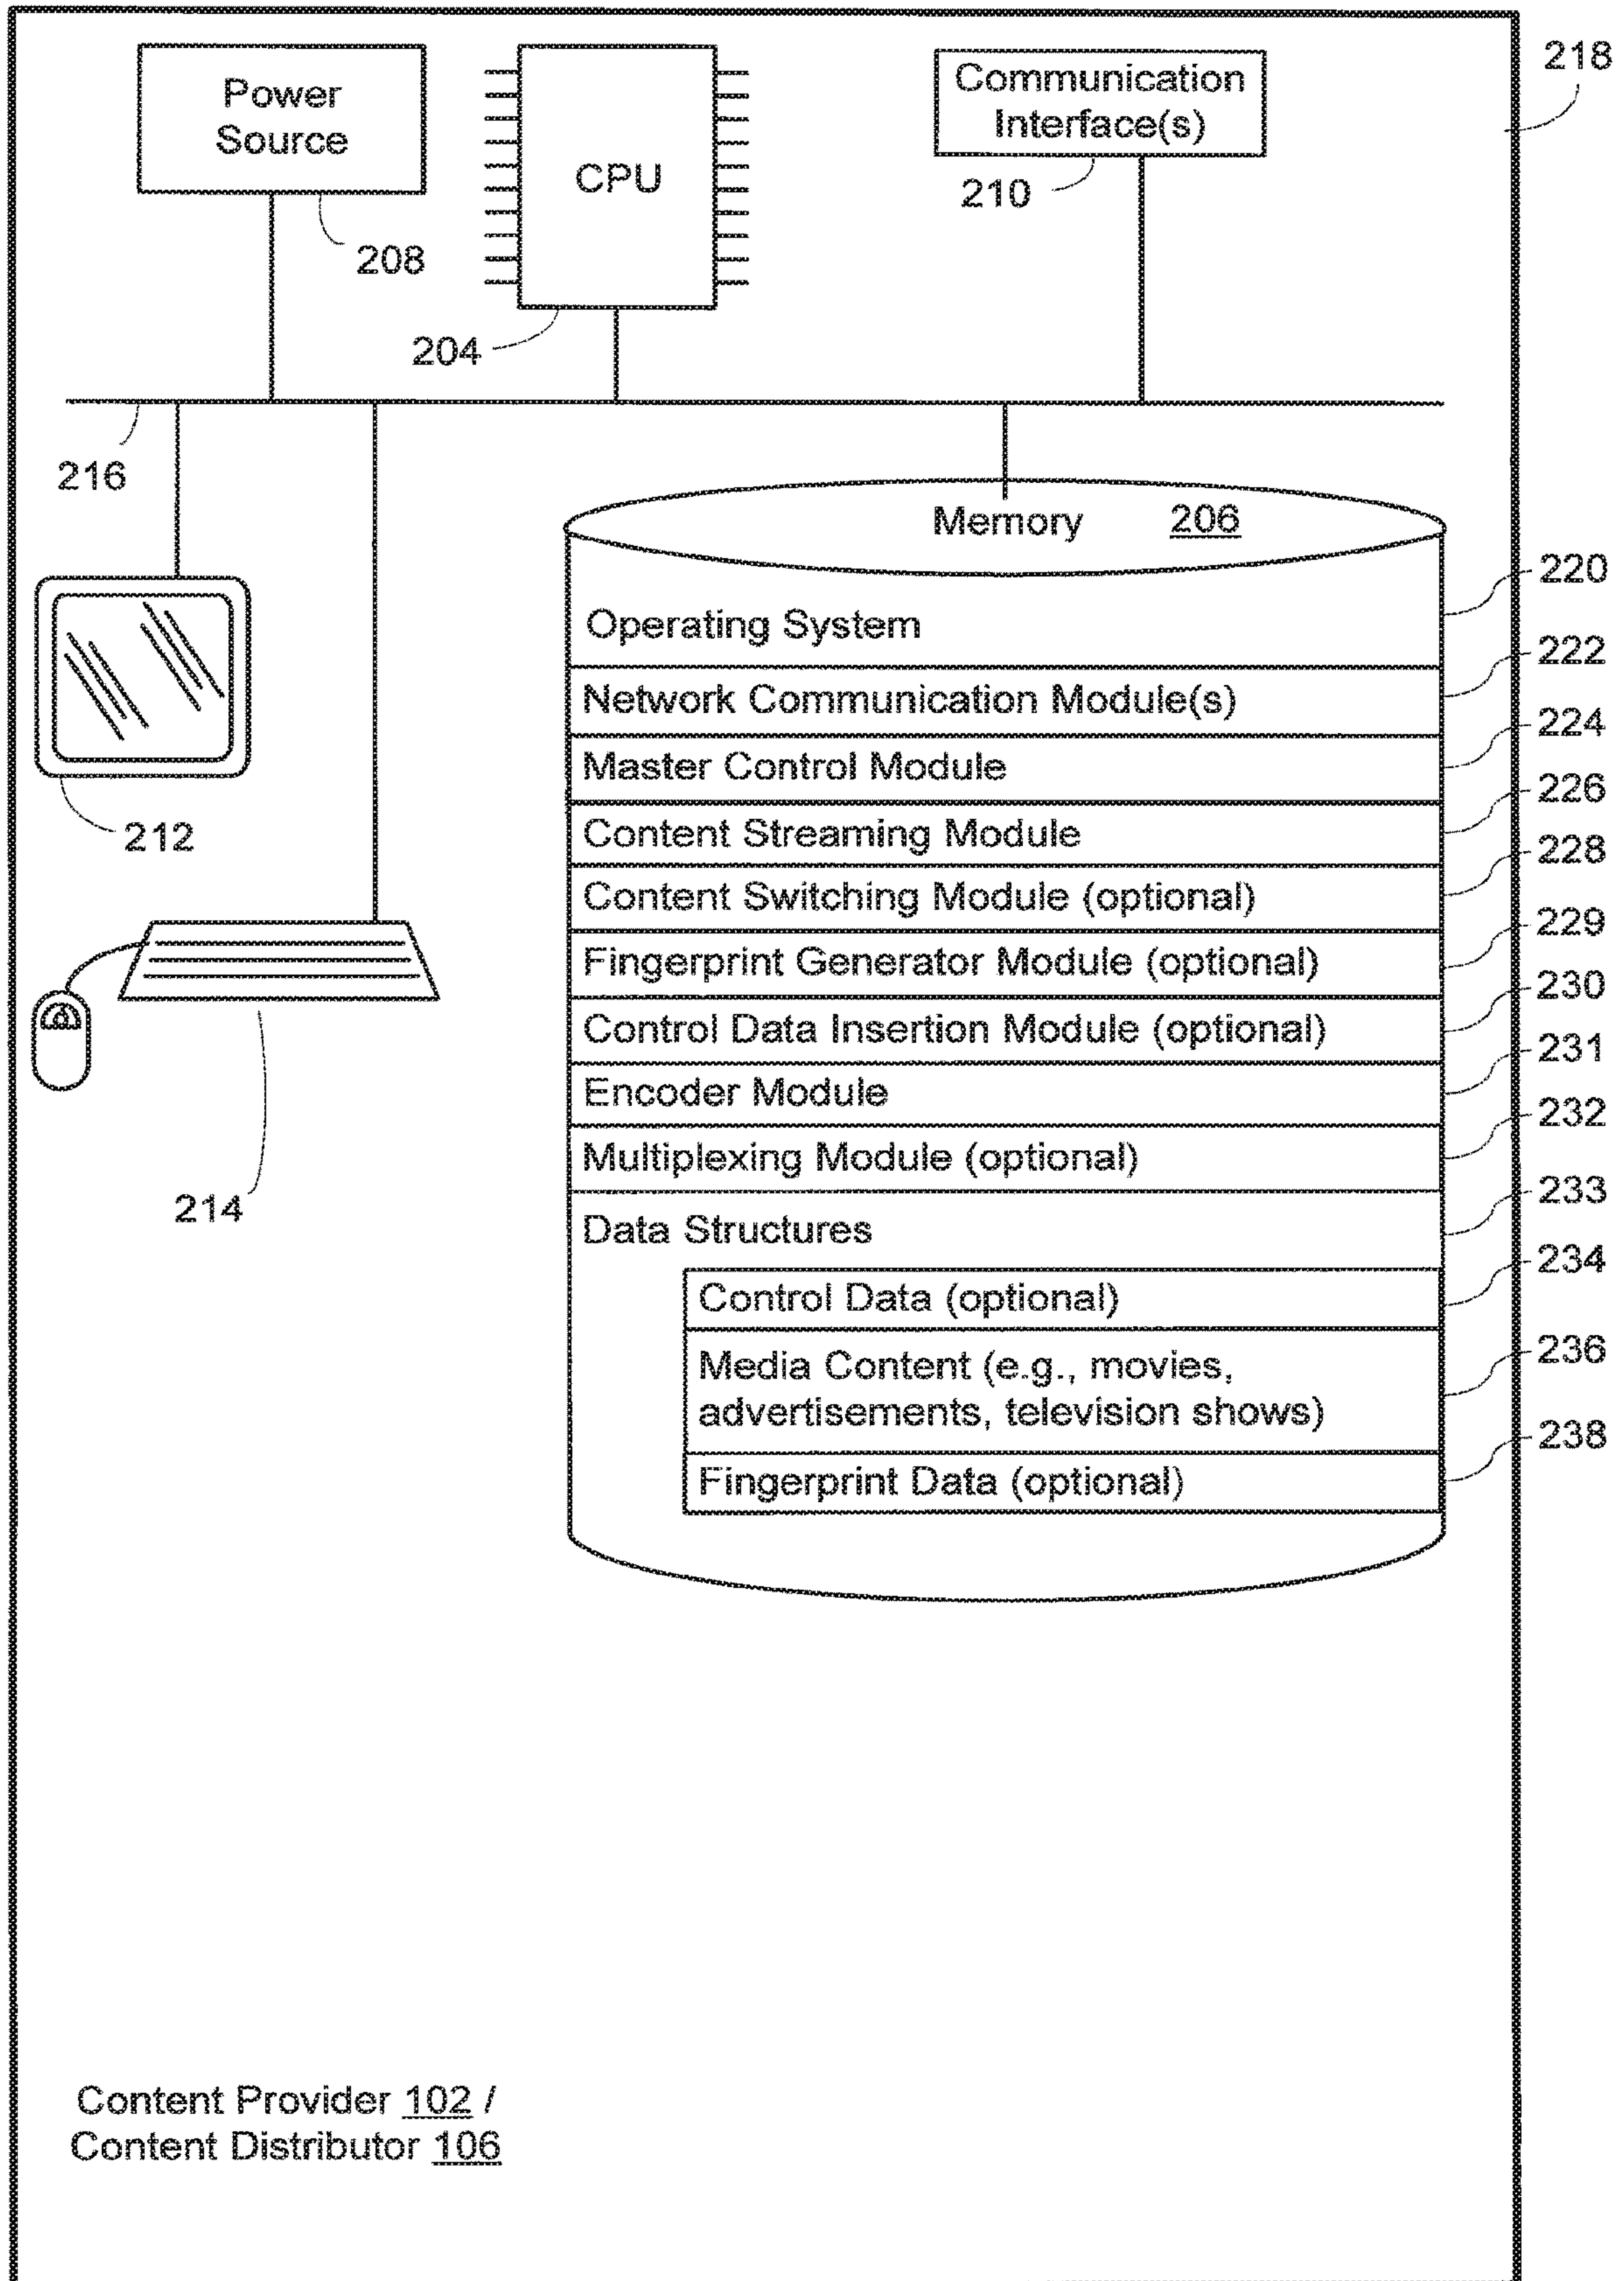 Power
Source
208
CPU
204
Communication
Interface(s)
210
218
216
212
214
Memory 206
Operating System
220
Network Communication Module(s)
222
Master Control Module
224
Content Streaming Module
226
Content Switching Module (optional)
228
Fingerprint Generator Module (optional)
229
Control Data Insertion Module (optional)
230
Encoder Module
231
Multiplexing Module (optional)
232
Data Structures
233
Control Data (optional)
234
Media Content (e.g., movies,
advertisements, television shows)
236
Fingerprint Data (optional)
238
Content Provider 102 /
Content Distributor 106